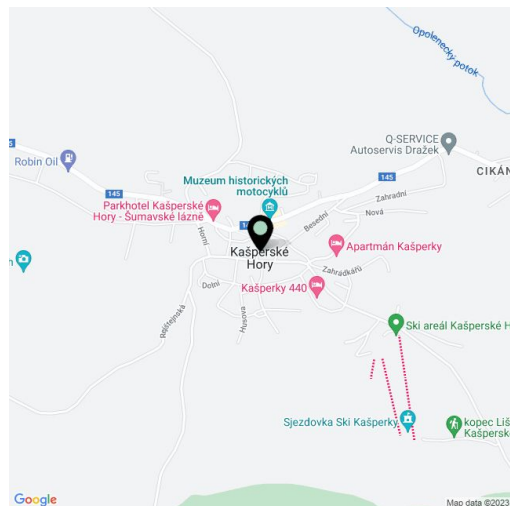 Opolenecký potok
Q-SERVICE
Autoservis Dražek
Robin Oil
CIKÁN
145
Muzeum historických
motocyklů
145
Zahradní
Parkhotel Kašperské
Hory - Šumavské lázně
Nová
Besední
Horní
Apartmán Kašperky
Kašperské
Hory
Zahrádkářů
Dolní
Kašperky 440
Husova
Ski areál Kašperské H
Sjezdovka Ski Kašperky
kopec Liš
Kašpersk
Google
Map data ©2023